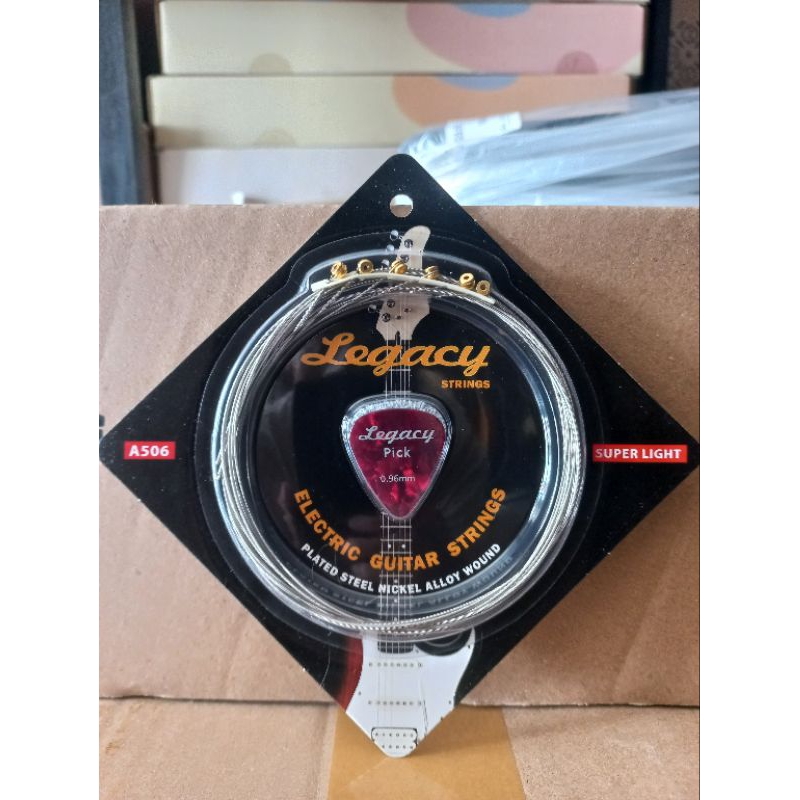 Legacy
STRINGS
A506
SUPER LIGHT
Legacy
Pick
0.96mm
ELECTRIC GUITAR STRINGS
PLATED STEEL NICKEL ALLOY WOUND